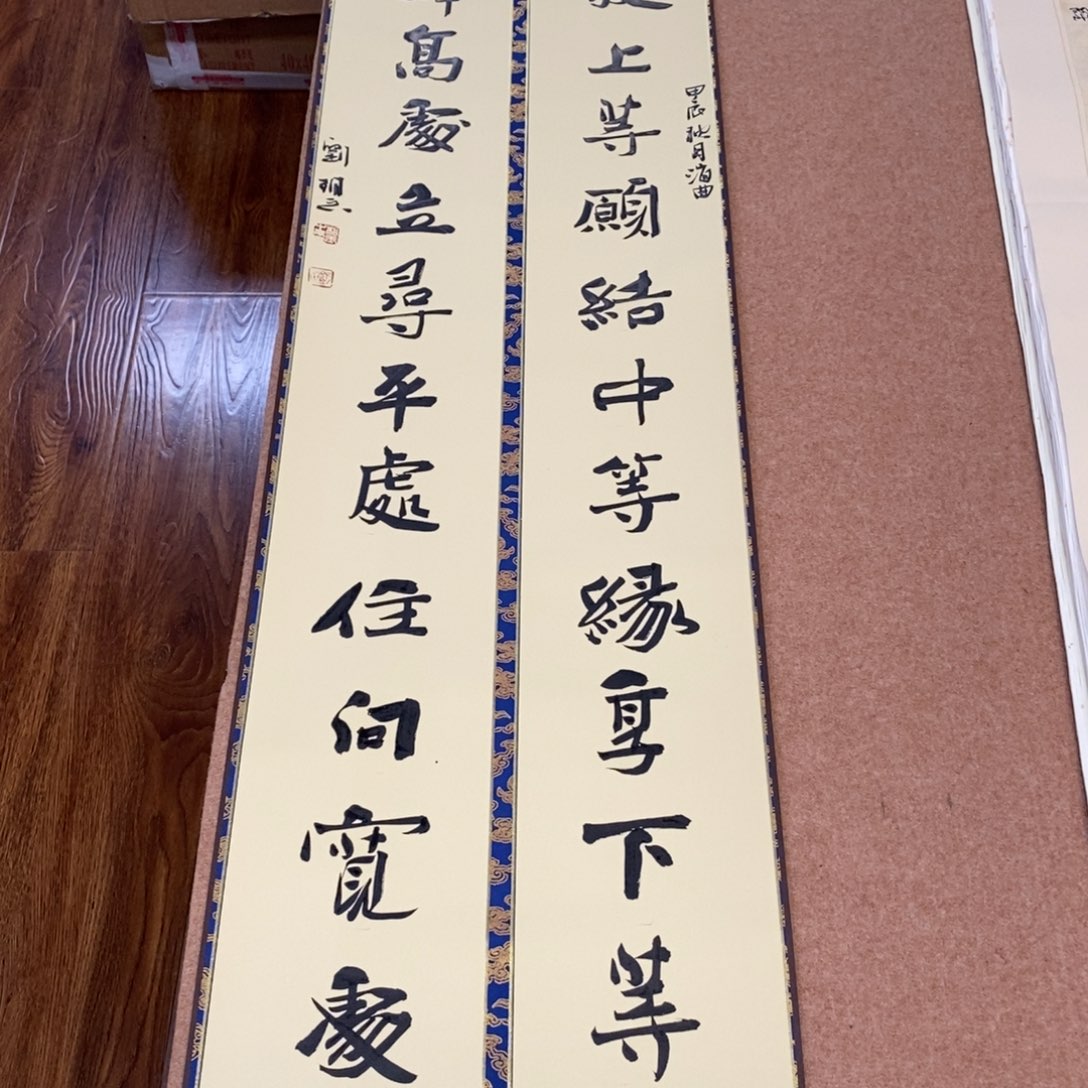 甲辰秋月
上等願結中等緣享下等
高處立尋平處住向寬處
劉